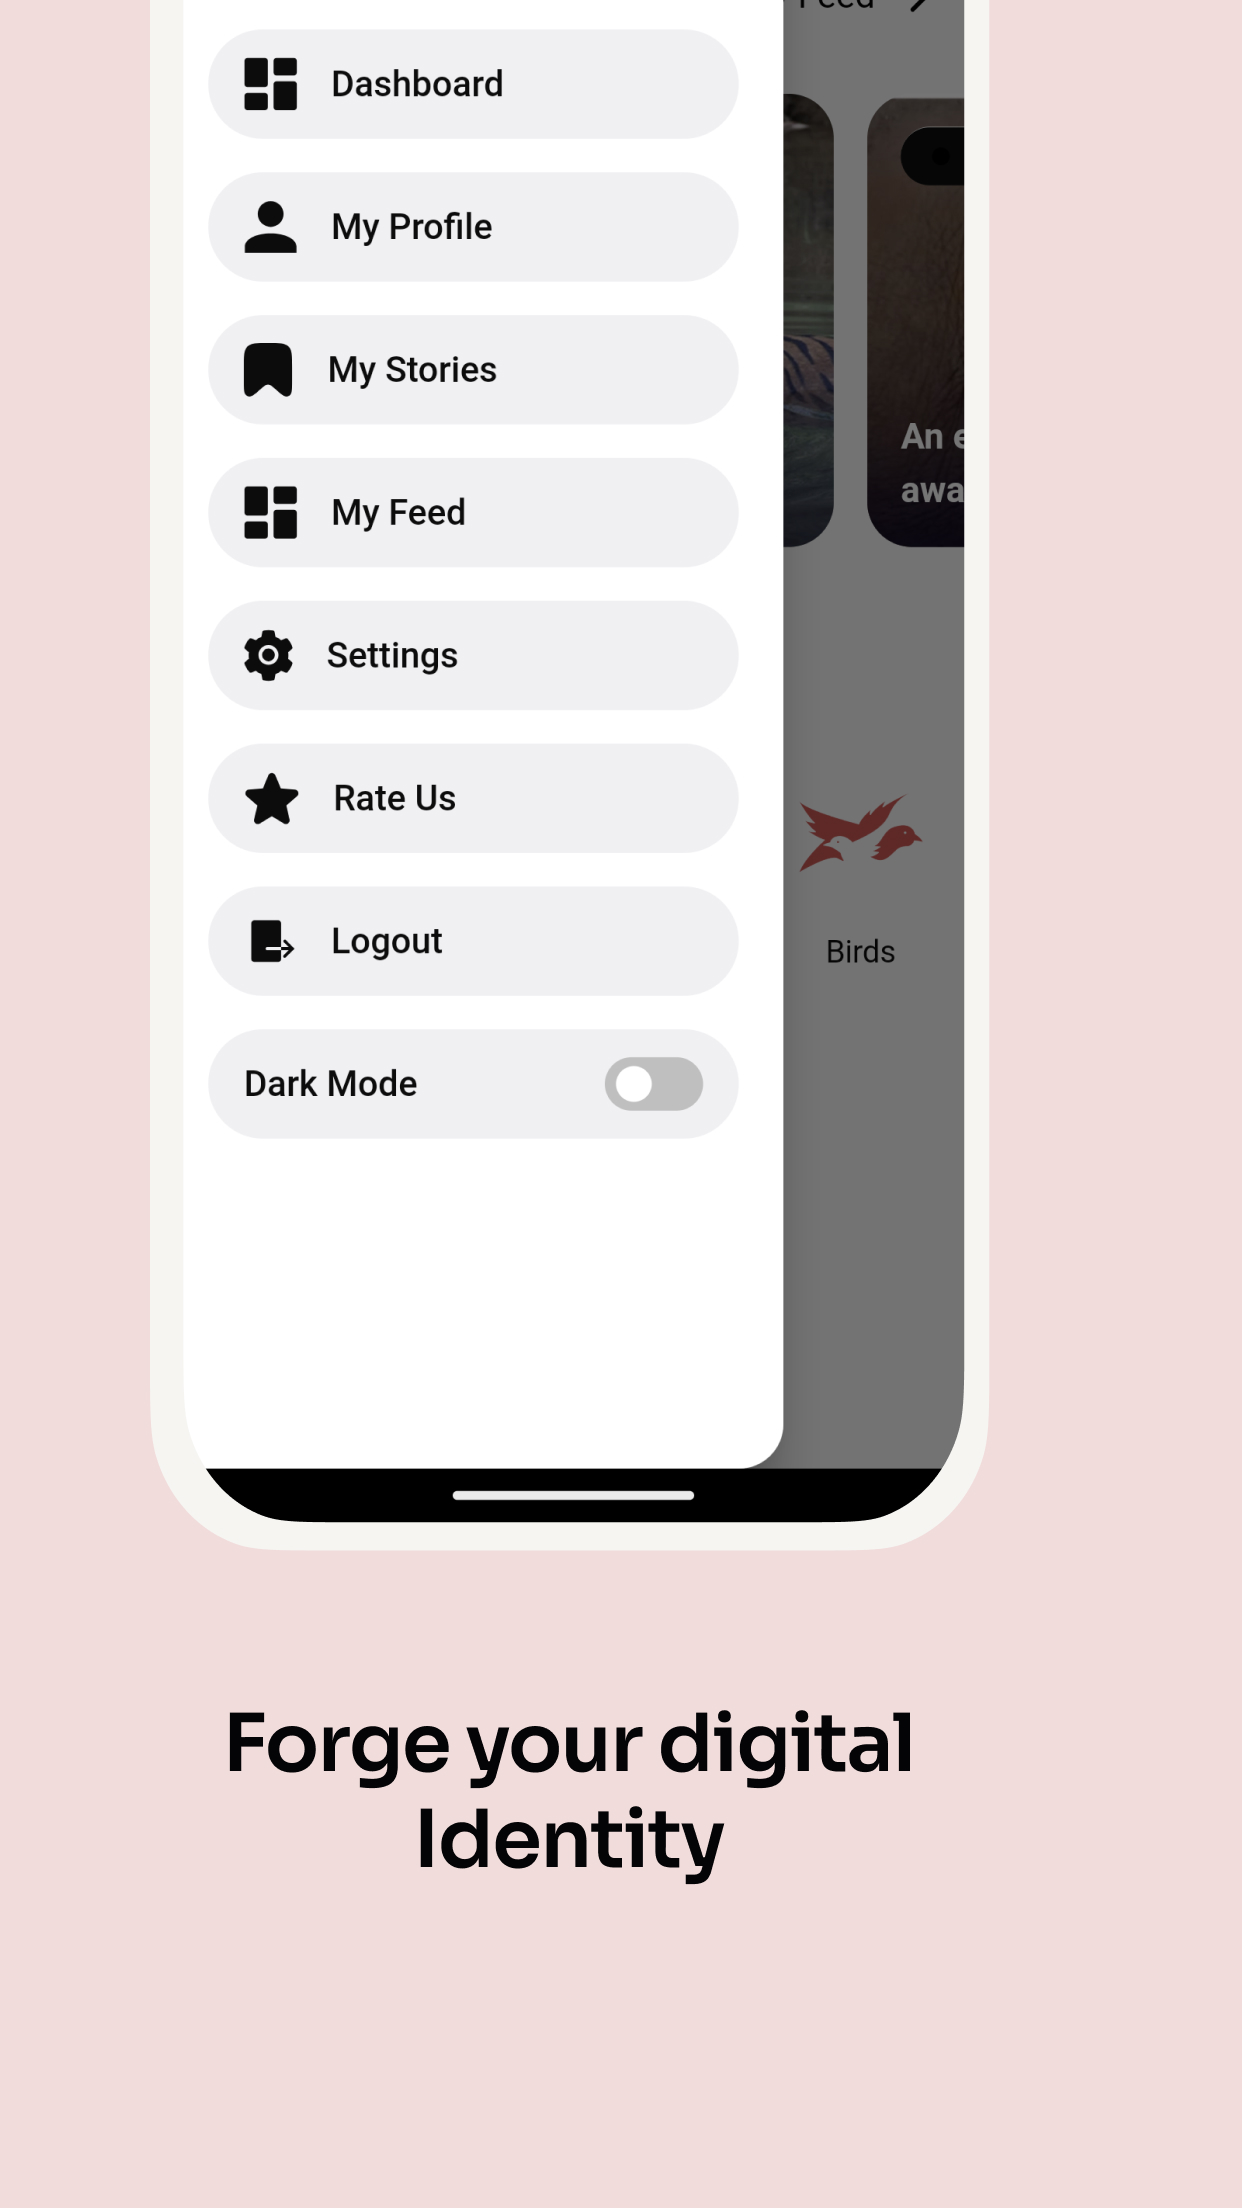 Feed
Dashboard
My Profile
My Stories
An
My Feed
Settings
Rate Us
Logout
Birds
Dark Mode
Forge your digital
Identity